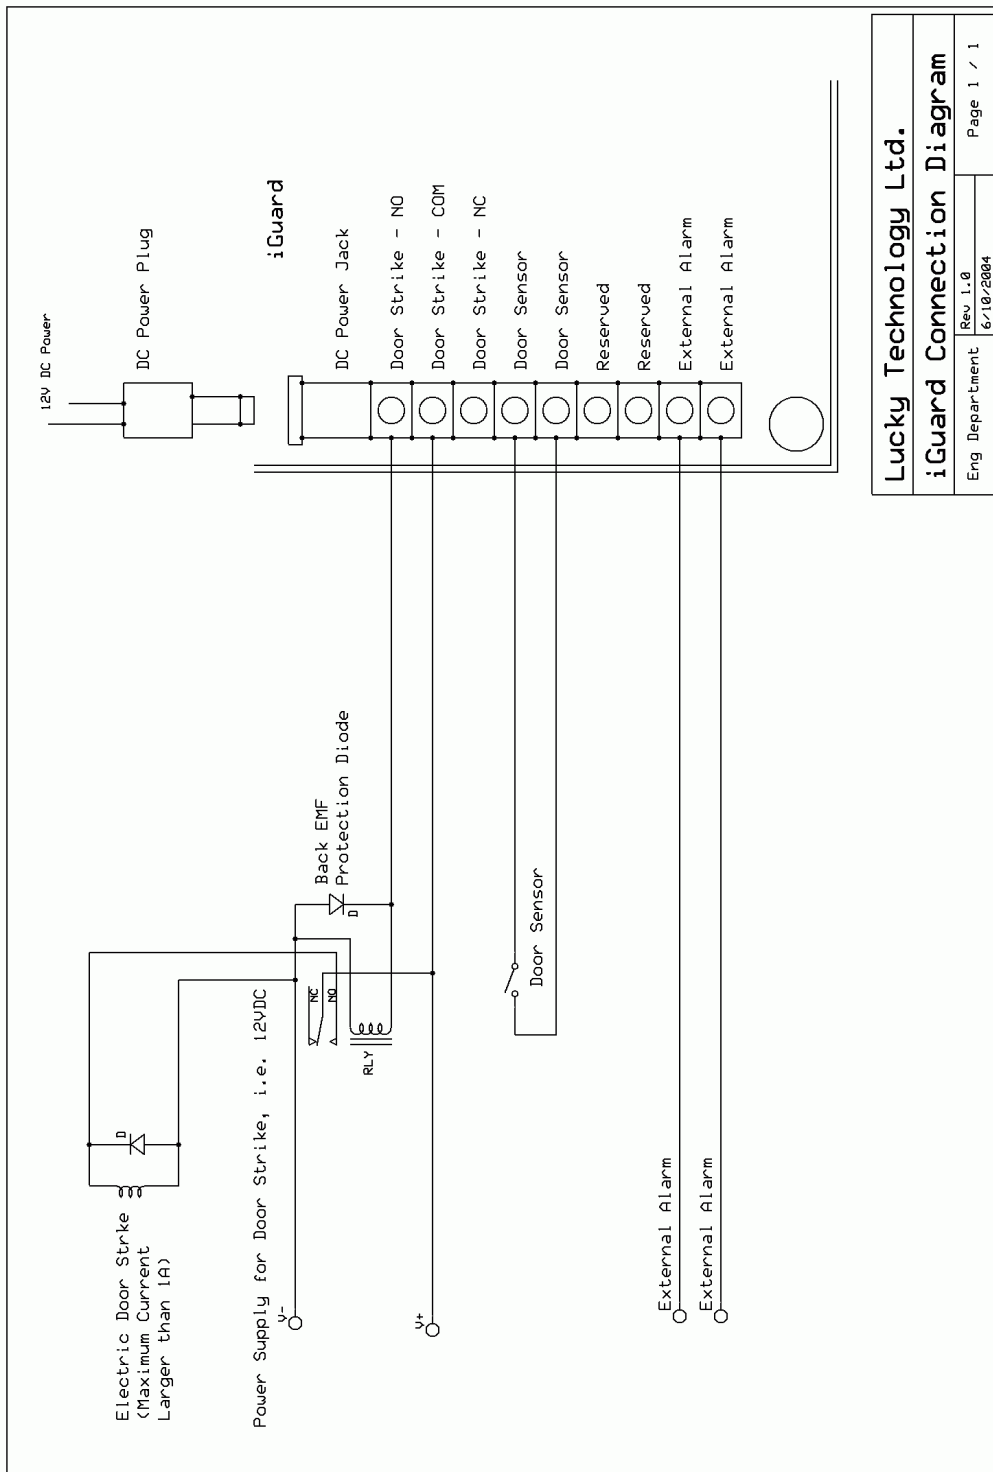 Electric Door Strke
(Maximum Current
Larger than 1A)
D
Power Supply for Door Strike, i.e. 12VDC
V-
V+
NC
NO
RLY
Back EMF
Protection Diode
D
Door Sensor
External Alarm
External Alarm
12V DC Power
DC Power Plug
iGuard
DC Power Jack
Door Strike - NO
Door Strike - COM
Door Strike - NC
Door Sensor
Door Sensor
Reserved
Reserved
External Alarm
External Alarm
Lucky Technology Ltd.
iGuard Connection Diagram
Eng Department
Rev 1.0
6/10/2004
Page 1 / 1